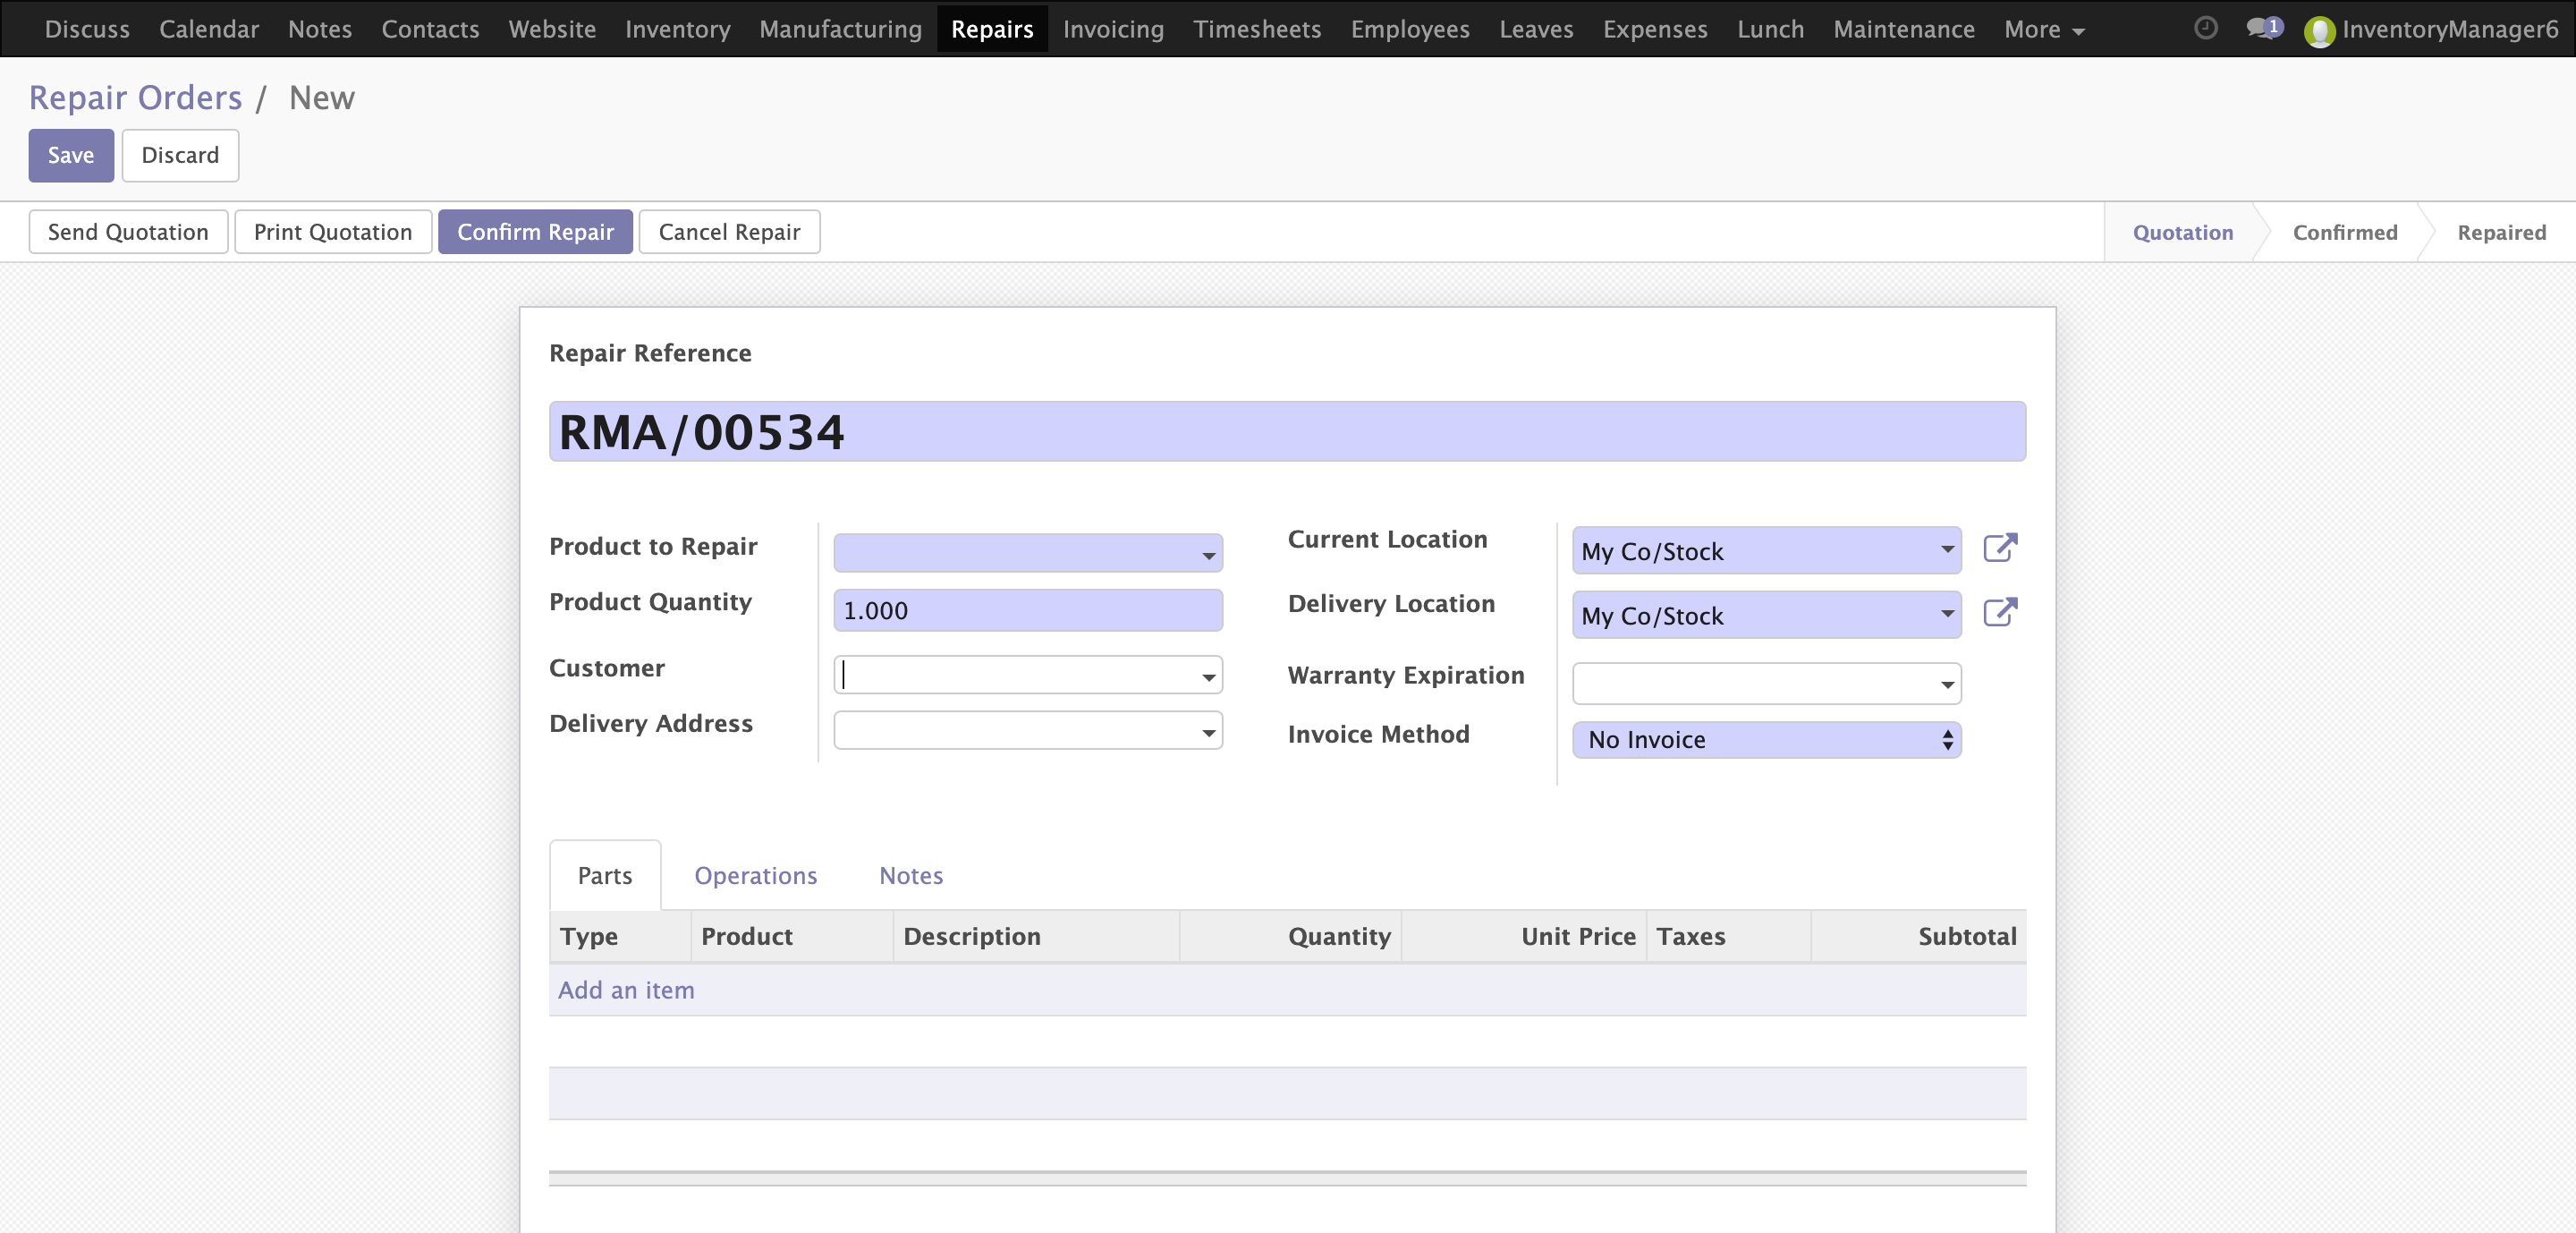 Discuss Calendar Notes Contacts Website Inventory Manufacturing Repairs Invoicing Timesheets Employees Leaves Expenses Lunch Maintenance More 1 InventoryManager6
Repair Orders / New
Save Discard
Send Quotation Print Quotation Confirm Repair Cancel Repair Quotation Confirmed Repaired
Repair Reference
RMA/00534
Product to Repair
Product Quantity 1.000
Customer
Delivery Address
Current Location My Co/Stock
Delivery Location My Co/Stock
Warranty Expiration
Invoice Method No Invoice
Parts Operations Notes
Type Product Description Quantity Unit Price Taxes Subtotal
Add an item